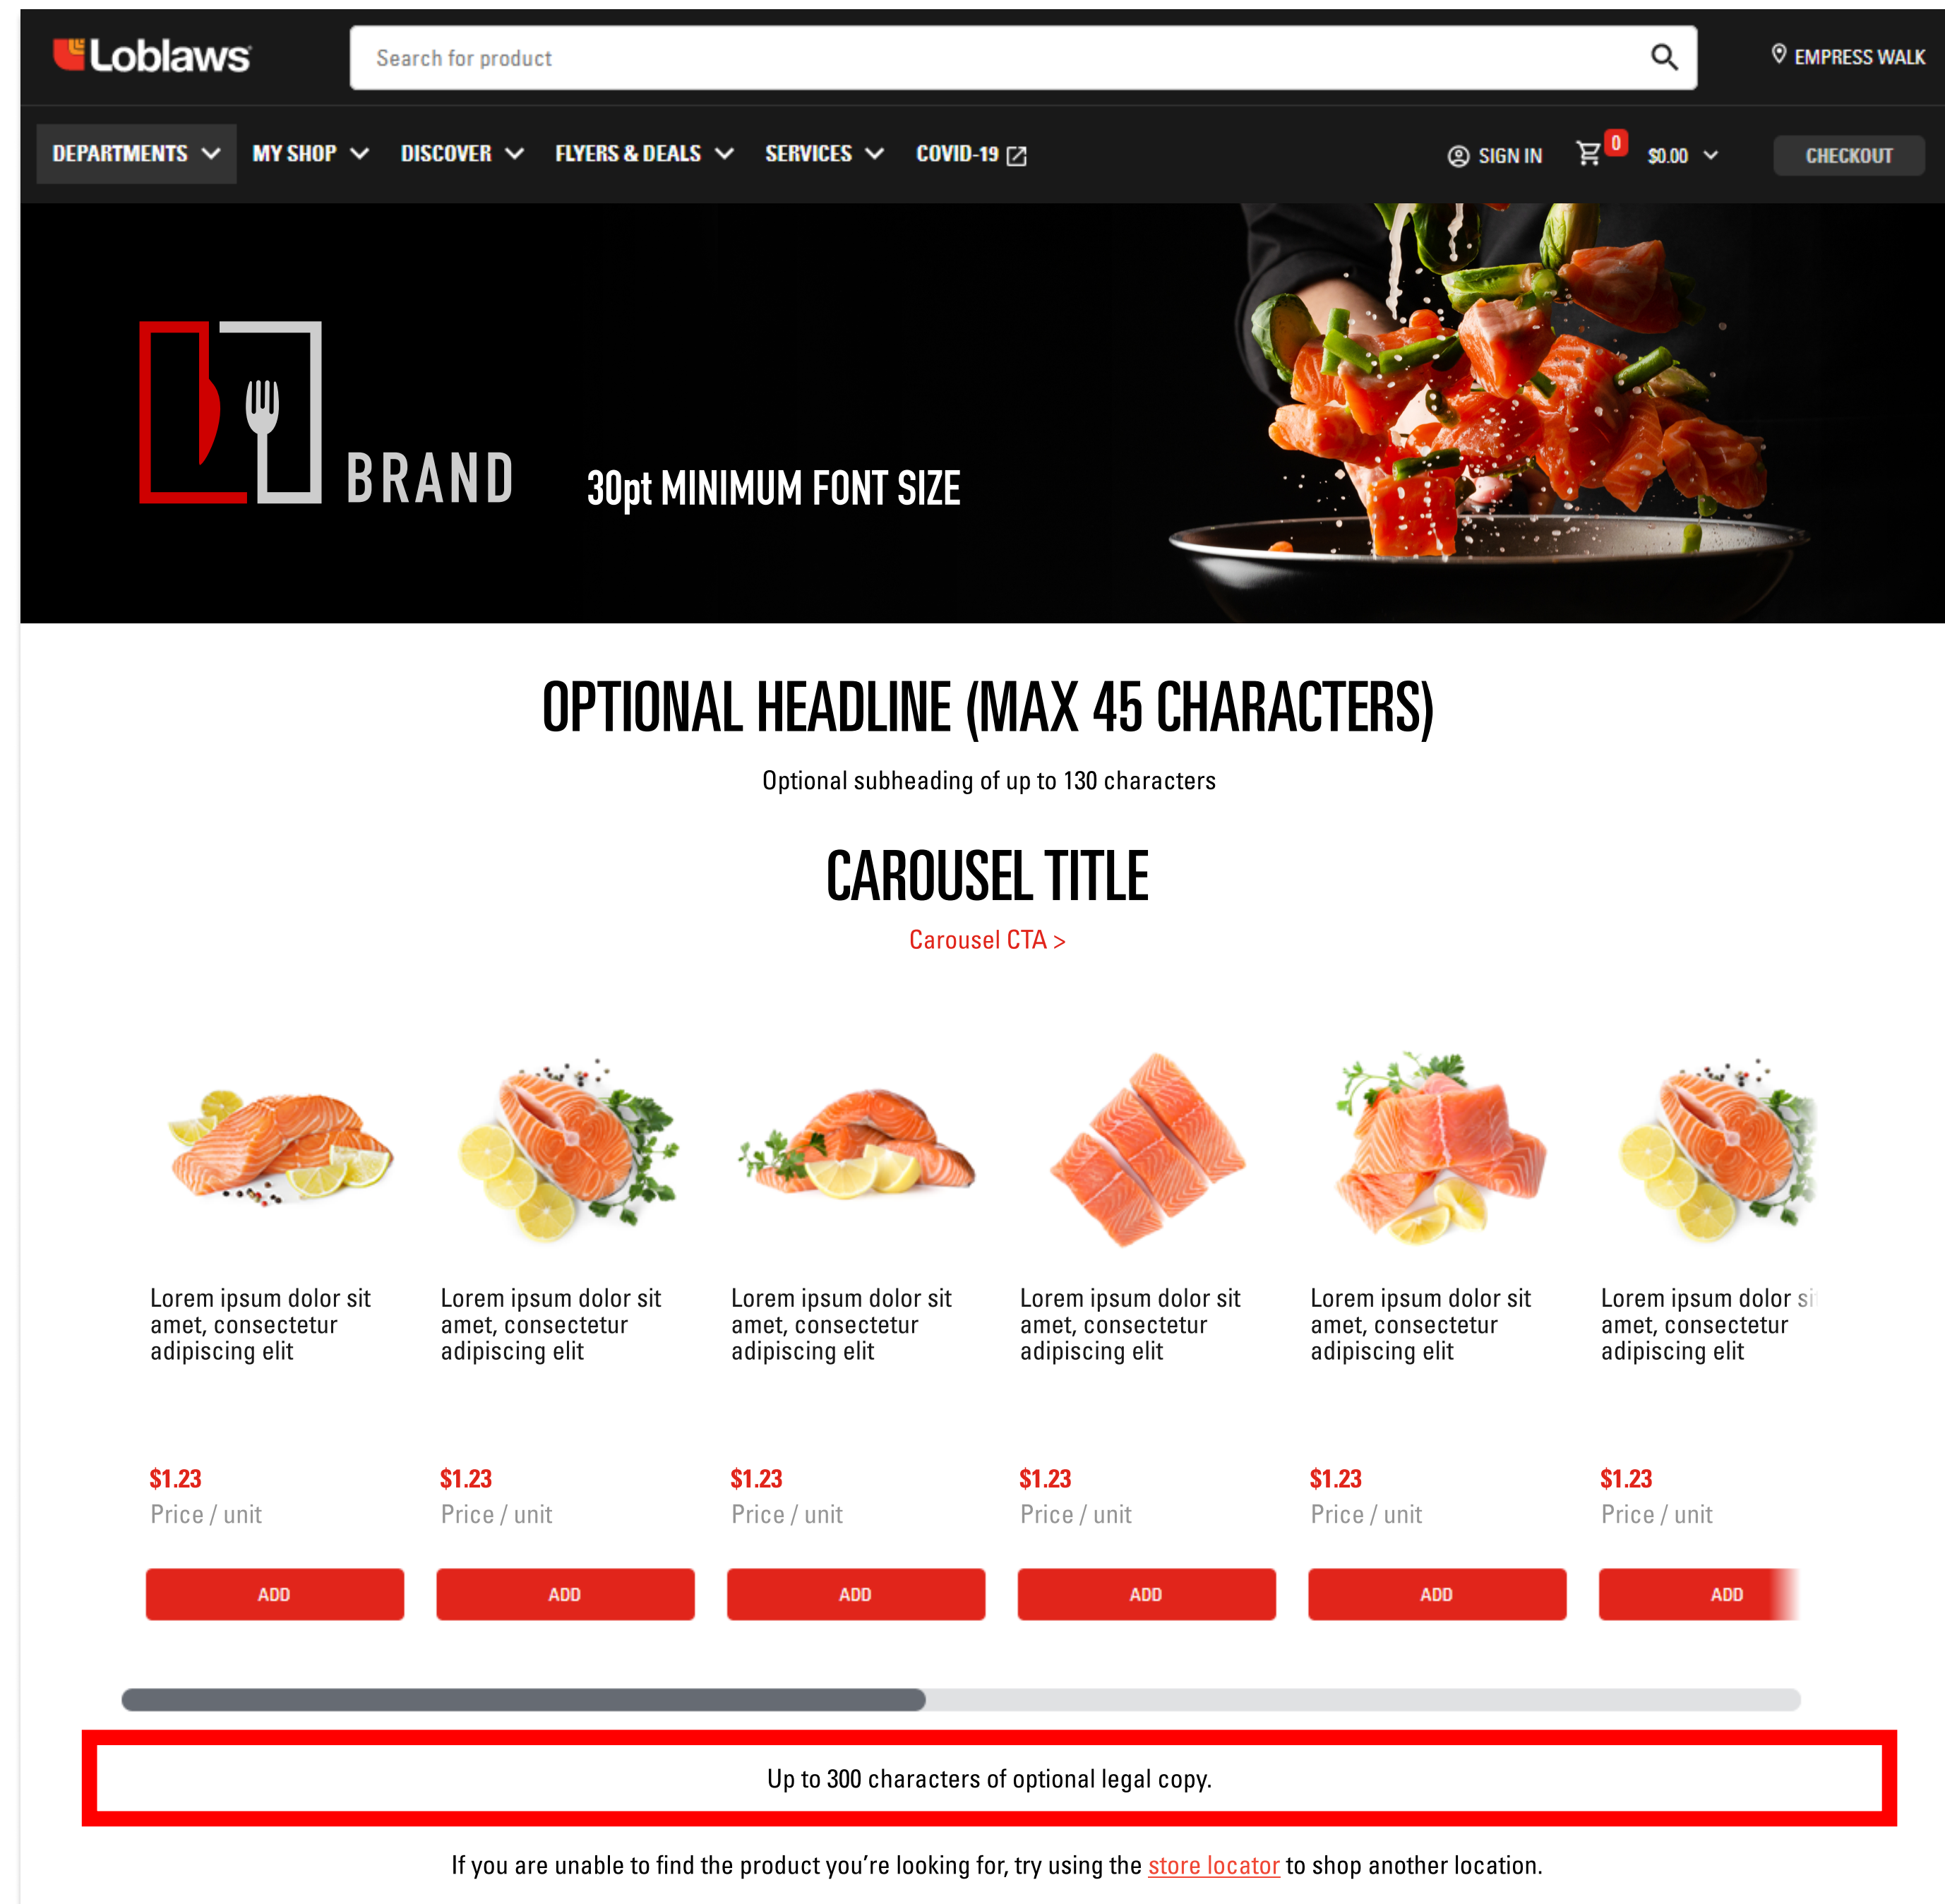 Loblaws
Search for product
EMPRESS WALK
DEPARTMENTS MY SHOP DISCOVER FLYERS & DEALS SERVICES COVID-19
SIGN IN 0 $0.00 CHECKOUT
BRAND
30pt MINIMUM FONT SIZE
OPTIONAL HEADLINE (MAX 45 CHARACTERS)
Optional subheading of up to 130 characters
CAROUSEL TITLE
Carousel CTA >
Lorem ipsum dolor sit
amet, consectetur
adipiscing elit
$1.23
Price / unit
ADD
Lorem ipsum dolor sit
amet, consectetur
adipiscing elit
$1.23
Price / unit
ADD
Lorem ipsum dolor sit
amet, consectetur
adipiscing elit
$1.23
Price / unit
ADD
Lorem ipsum dolor sit
amet, consectetur
adipiscing elit
$1.23
Price / unit
ADD
Lorem ipsum dolor sit
amet, consectetur
adipiscing elit
$1.23
Price / unit
ADD
Lorem ipsum dolor si
amet, consectetur
adipiscing elit
$1.23
Price / unit
ADD
Up to 300 characters of optional legal copy.
If you are unable to find the product you’re looking for, try using the store locator to shop another location.